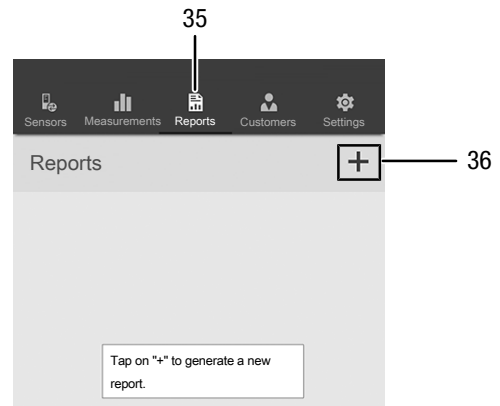 35
Sensors Measurements Reports Customers Settings
Reports
36
Tap on "+" to generate a new
report.